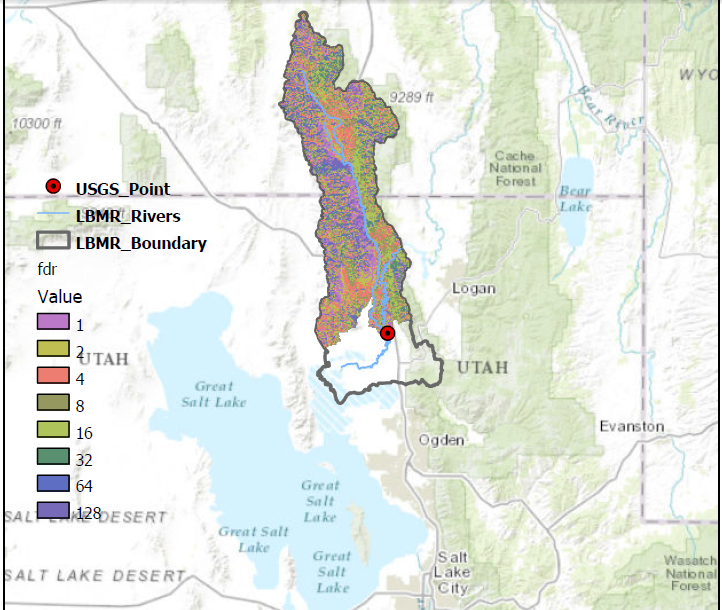 9289 ft
WYO
10300 ft
Bear River
Cache
National
Forest
Bear
Lake
USGS_Point
LBMR_Rivers
LBMR_Boundary
fdr
Value
1
2
4
8
16
32
64
128
UTAH
Logan
UTAH
Great
Salt Lake
Evanston
Ogden
Great
Salt
Lake
SALT LAKE DESERT
Great Salt
Lake
Great
Salt
Lake
Salt
Lake
City
SALT LAKE DESERT
Wasatch
National
Forest